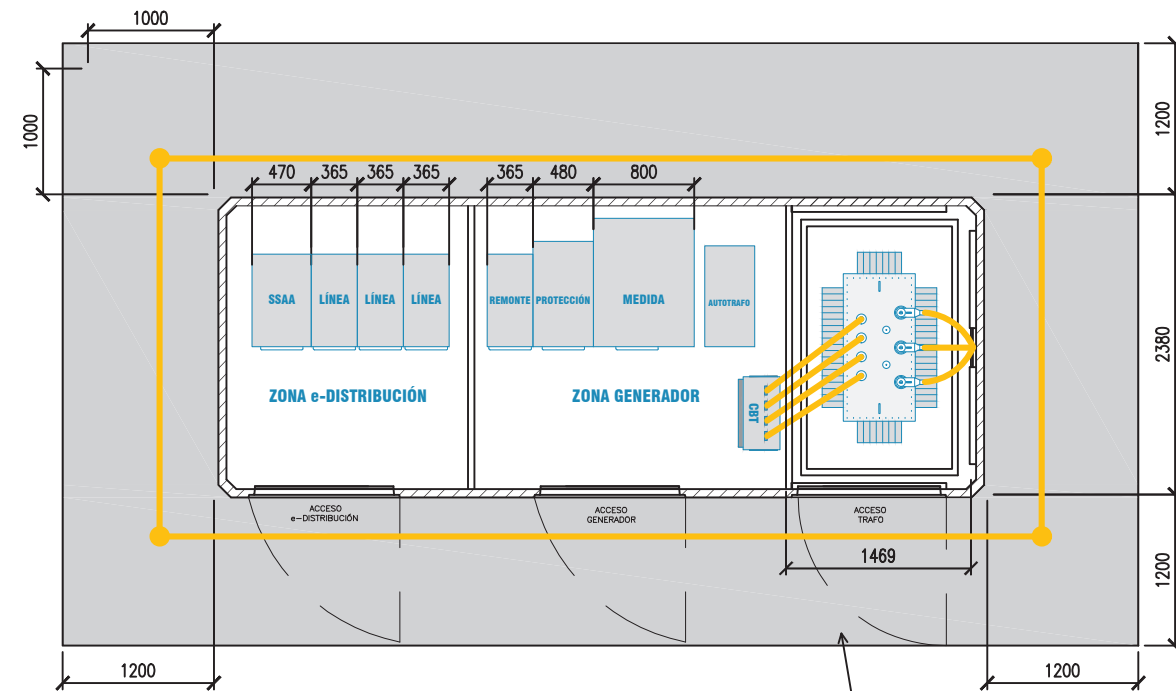 1000
1000
1200
470 365 365 365 365 480 800
SSAA LÍNEA LÍNEA LÍNEA REMONTE PROTECCIÓN MEDIDA AUTOTRAFO
2380
ZONA e-DISTRIBUCIÓN ZONA GENERADOR
CBT
ACCESO
e-DISTRIBUCIÓN
ACCESO
GENERADOR
ACCESO
TRAFO
1469
1200
1200
1200